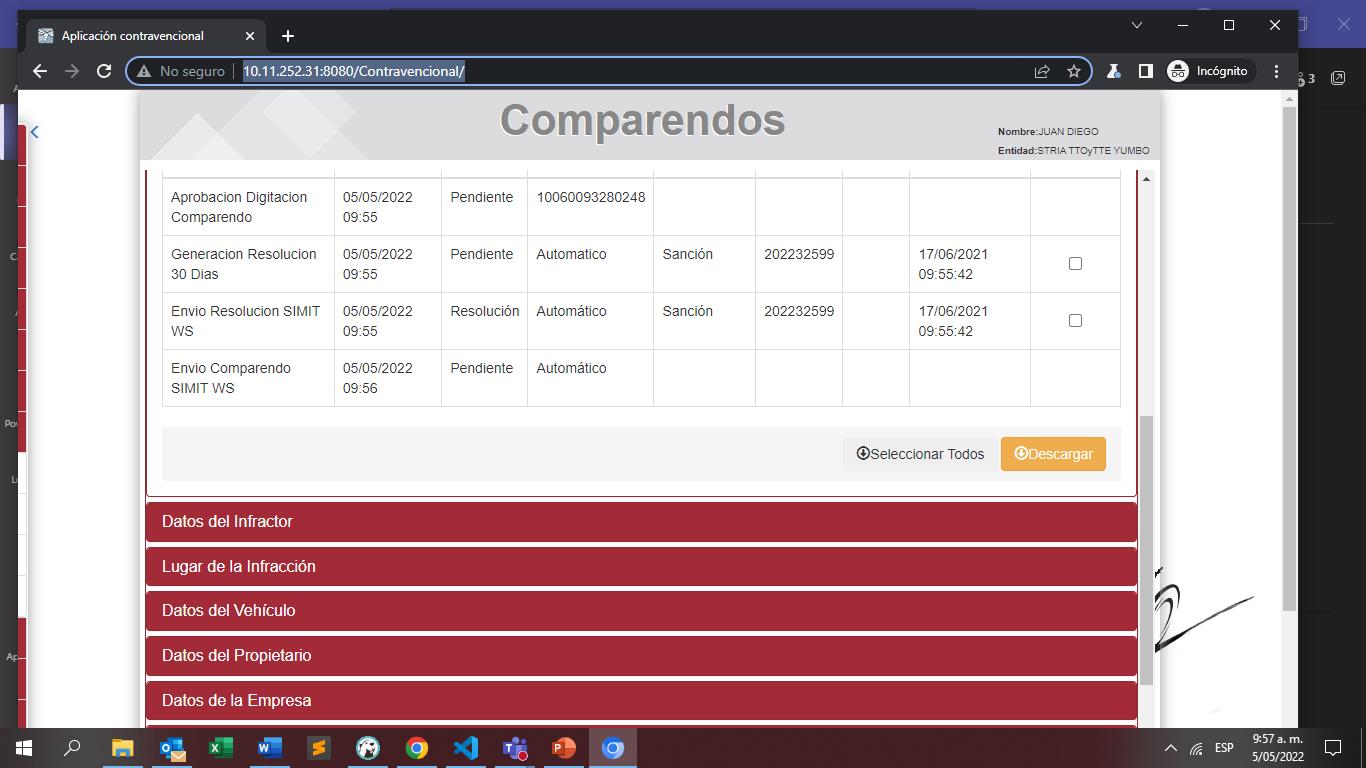 Aplicación contravencional
No seguro
10.11.252.31:8080/Contravencional/
Incógnito
3
Comparendos
Nombre:JUAN DIEGO
Entidad:STRIA TTOyTTE YUMBO
Aprobacion Digitacion
Comparendo
05/05/2022
09:55
Pendiente
10060093280248
Generacion Resolucion
30 Dias
05/05/2022
09:55
Pendiente
Automatico
Sanción
202232599
17/06/2021
09:55:42
Envio Resolucion SIMIT
WS
05/05/2022
09:55
Resolución
Automático
Sanción
202232599
17/06/2021
09:55:42
Envio Comparendo
SIMIT WS
05/05/2022
09:56
Pendiente
Automático
Seleccionar Todos
Descargar
Datos del Infractor
Lugar de la Infracción
Datos del Vehículo
Datos del Propietario
Datos de la Empresa
ESP
9:57 a. m.
5/05/2022